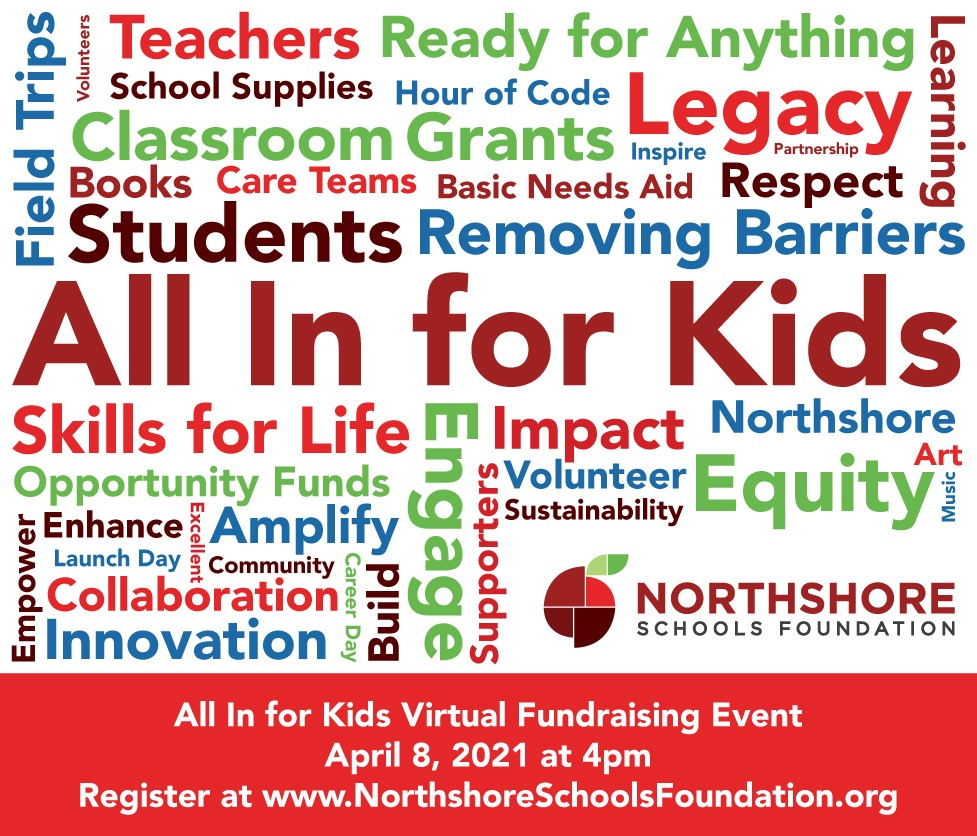 Field Trips
Volunteers
Teachers
Ready for Anything
Learning
School Supplies
Hour of Code
Legacy
Classroom Grants
Inspire
Partnership
Books
Care Teams
Basic Needs Aid
Respect
Students
Removing Barriers
All In for Kids
Skills for Life
Engage
Impact
Northshore
Art
Opportunity Funds
Supporters
Volunteer
Equity
Music
Empower
Enhance
Excellent
Amplify
Sustainability
Launch Day
Community
Career Day
Build
Collaboration
Innovation
NORTHSHORE
SCHOOLS FOUNDATION
All In for Kids Virtual Fundraising Event
April 8, 2021 at 4pm
Register at www.NorthshoreSchoolsFoundation.org